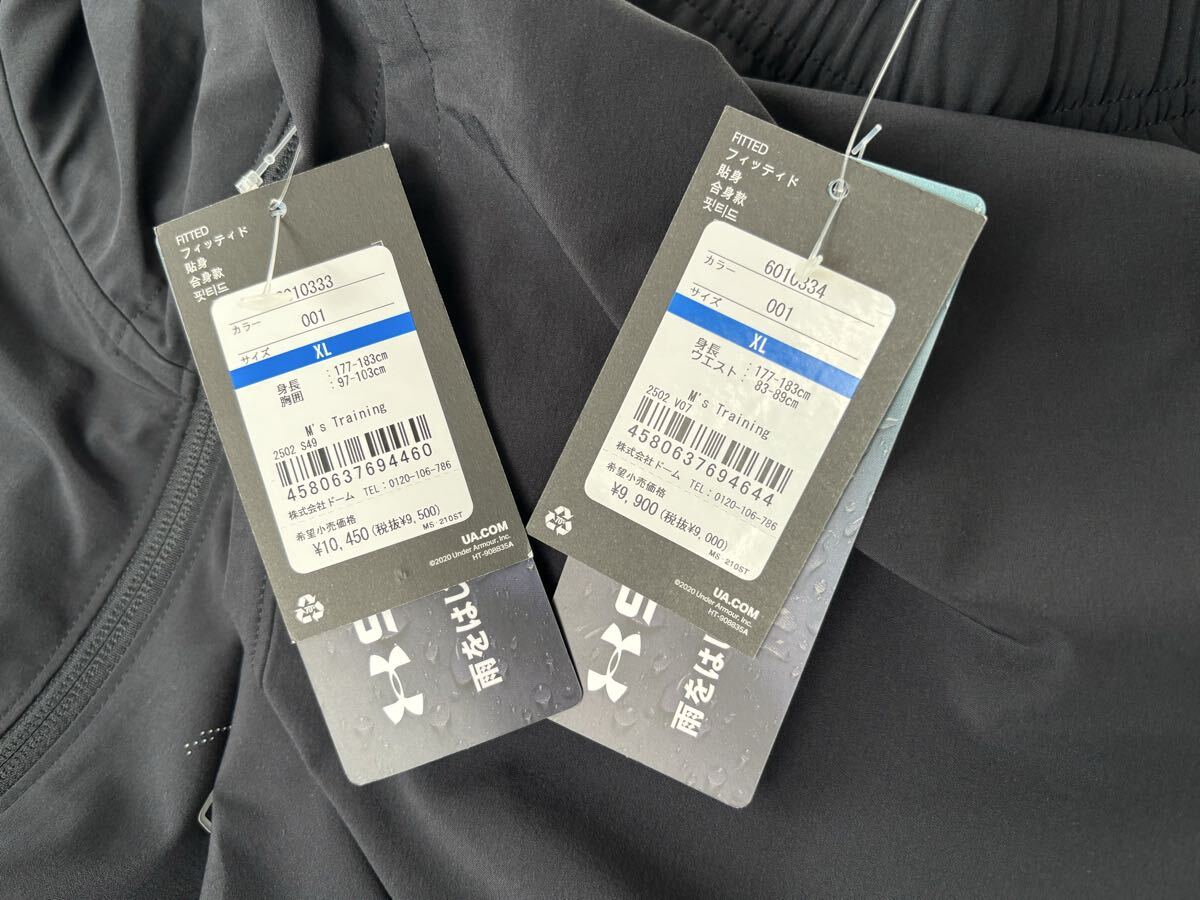 FITTED
フィッティド
貼身
合身款
핏티드
010333
カラー 001
サイズ XL
身長 : 177-183cm
胸囲 : 97-103cm
M's Training
2502 S49
4580637694460
株式会社ドーム TEL:0120-106-786
希望小売価格
¥10,450(税抜¥9,500)
MS-210ST
UA.COM
©2020 Under Armour, Inc.
HT-908835A
雨をはじ
FITTED
フィッティド
貼身
合身款
핏티드
6010334
カラー 001
サイズ XL
身長 : 177-183cm
ウエスト : 83-89cm
M's Training
2502 V07
4580637694644
株式会社ドーム TEL:0120-106-786
希望小売価格
¥9,900(税抜¥9,000)
MS-210ST
UA.COM
©2020 Under Armour, Inc.
HT-908835A
雨をはじ